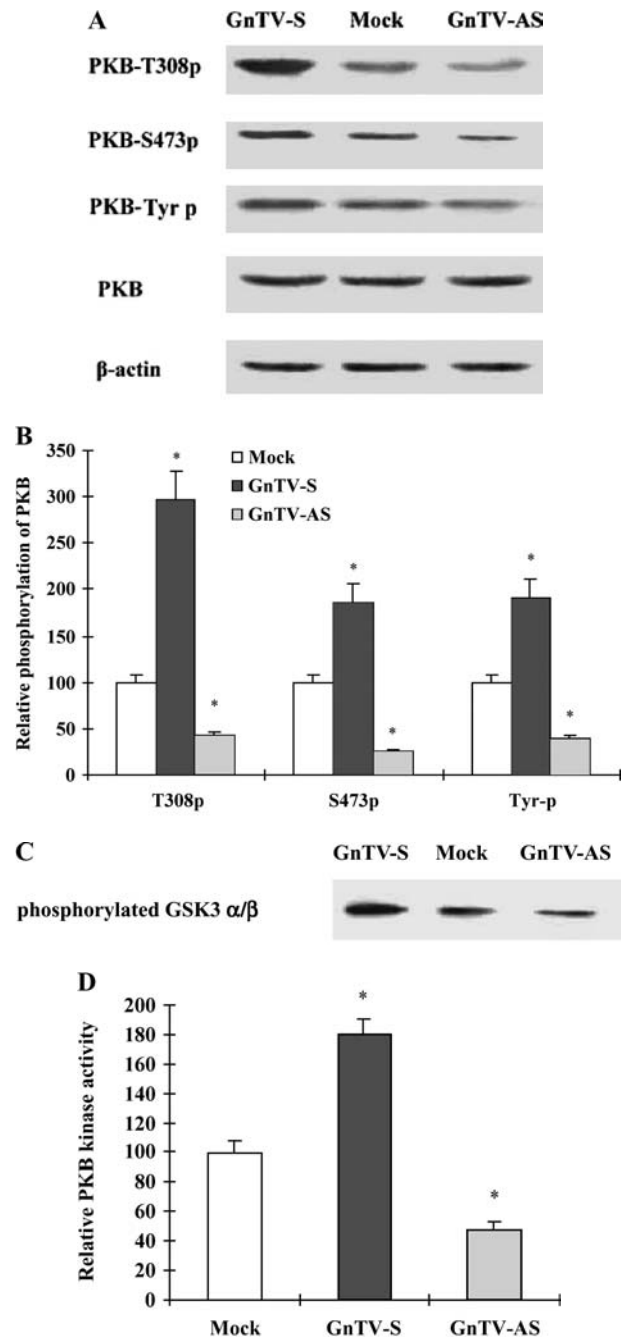 A
GnTV-S Mock GnTV-AS
PKB-T308p
PKB-S473p
PKB-Tyr p
PKB
β-actin
B
Relative phosphorylation of PKB
350
300
250
200
150
100
50
0
Mock
GnTV-S
GnTV-AS
* * * * * *
T308p S473p Tyr-p
C
GnTV-S Mock GnTV-AS
phosphorylated GSK3 α/β
D
Relative PKB kinase activity
200
180
160
140
120
100
80
60
40
20
0
* *
Mock GnTV-S GnTV-AS